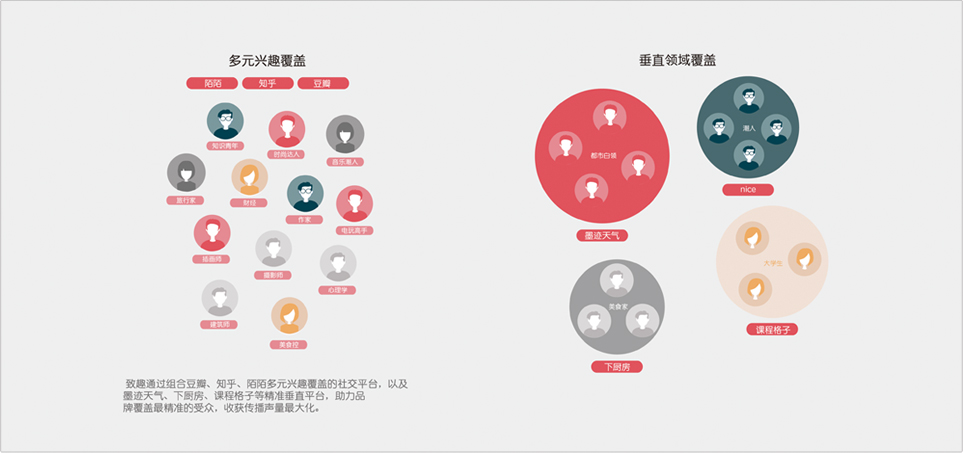 多元兴趣覆盖
陌陌 知乎 豆瓣
知识青年
时尚达人
音乐潮人
旅行家
财经
作家
电玩高手
绘画师
摄影师
心理学
建筑师
美食控
致趣通过组合豆瓣、知乎、陌陌多元兴趣覆盖的社交平台，以及
墨迹天气、下厨房、课程格子等精准垂直平台，助力品
牌覆盖最精准的受众，收获传播声量最大化。
垂直领域覆盖
都市白领
墨迹天气
潮人
nice
美食家
下厨房
大学生
课程格子